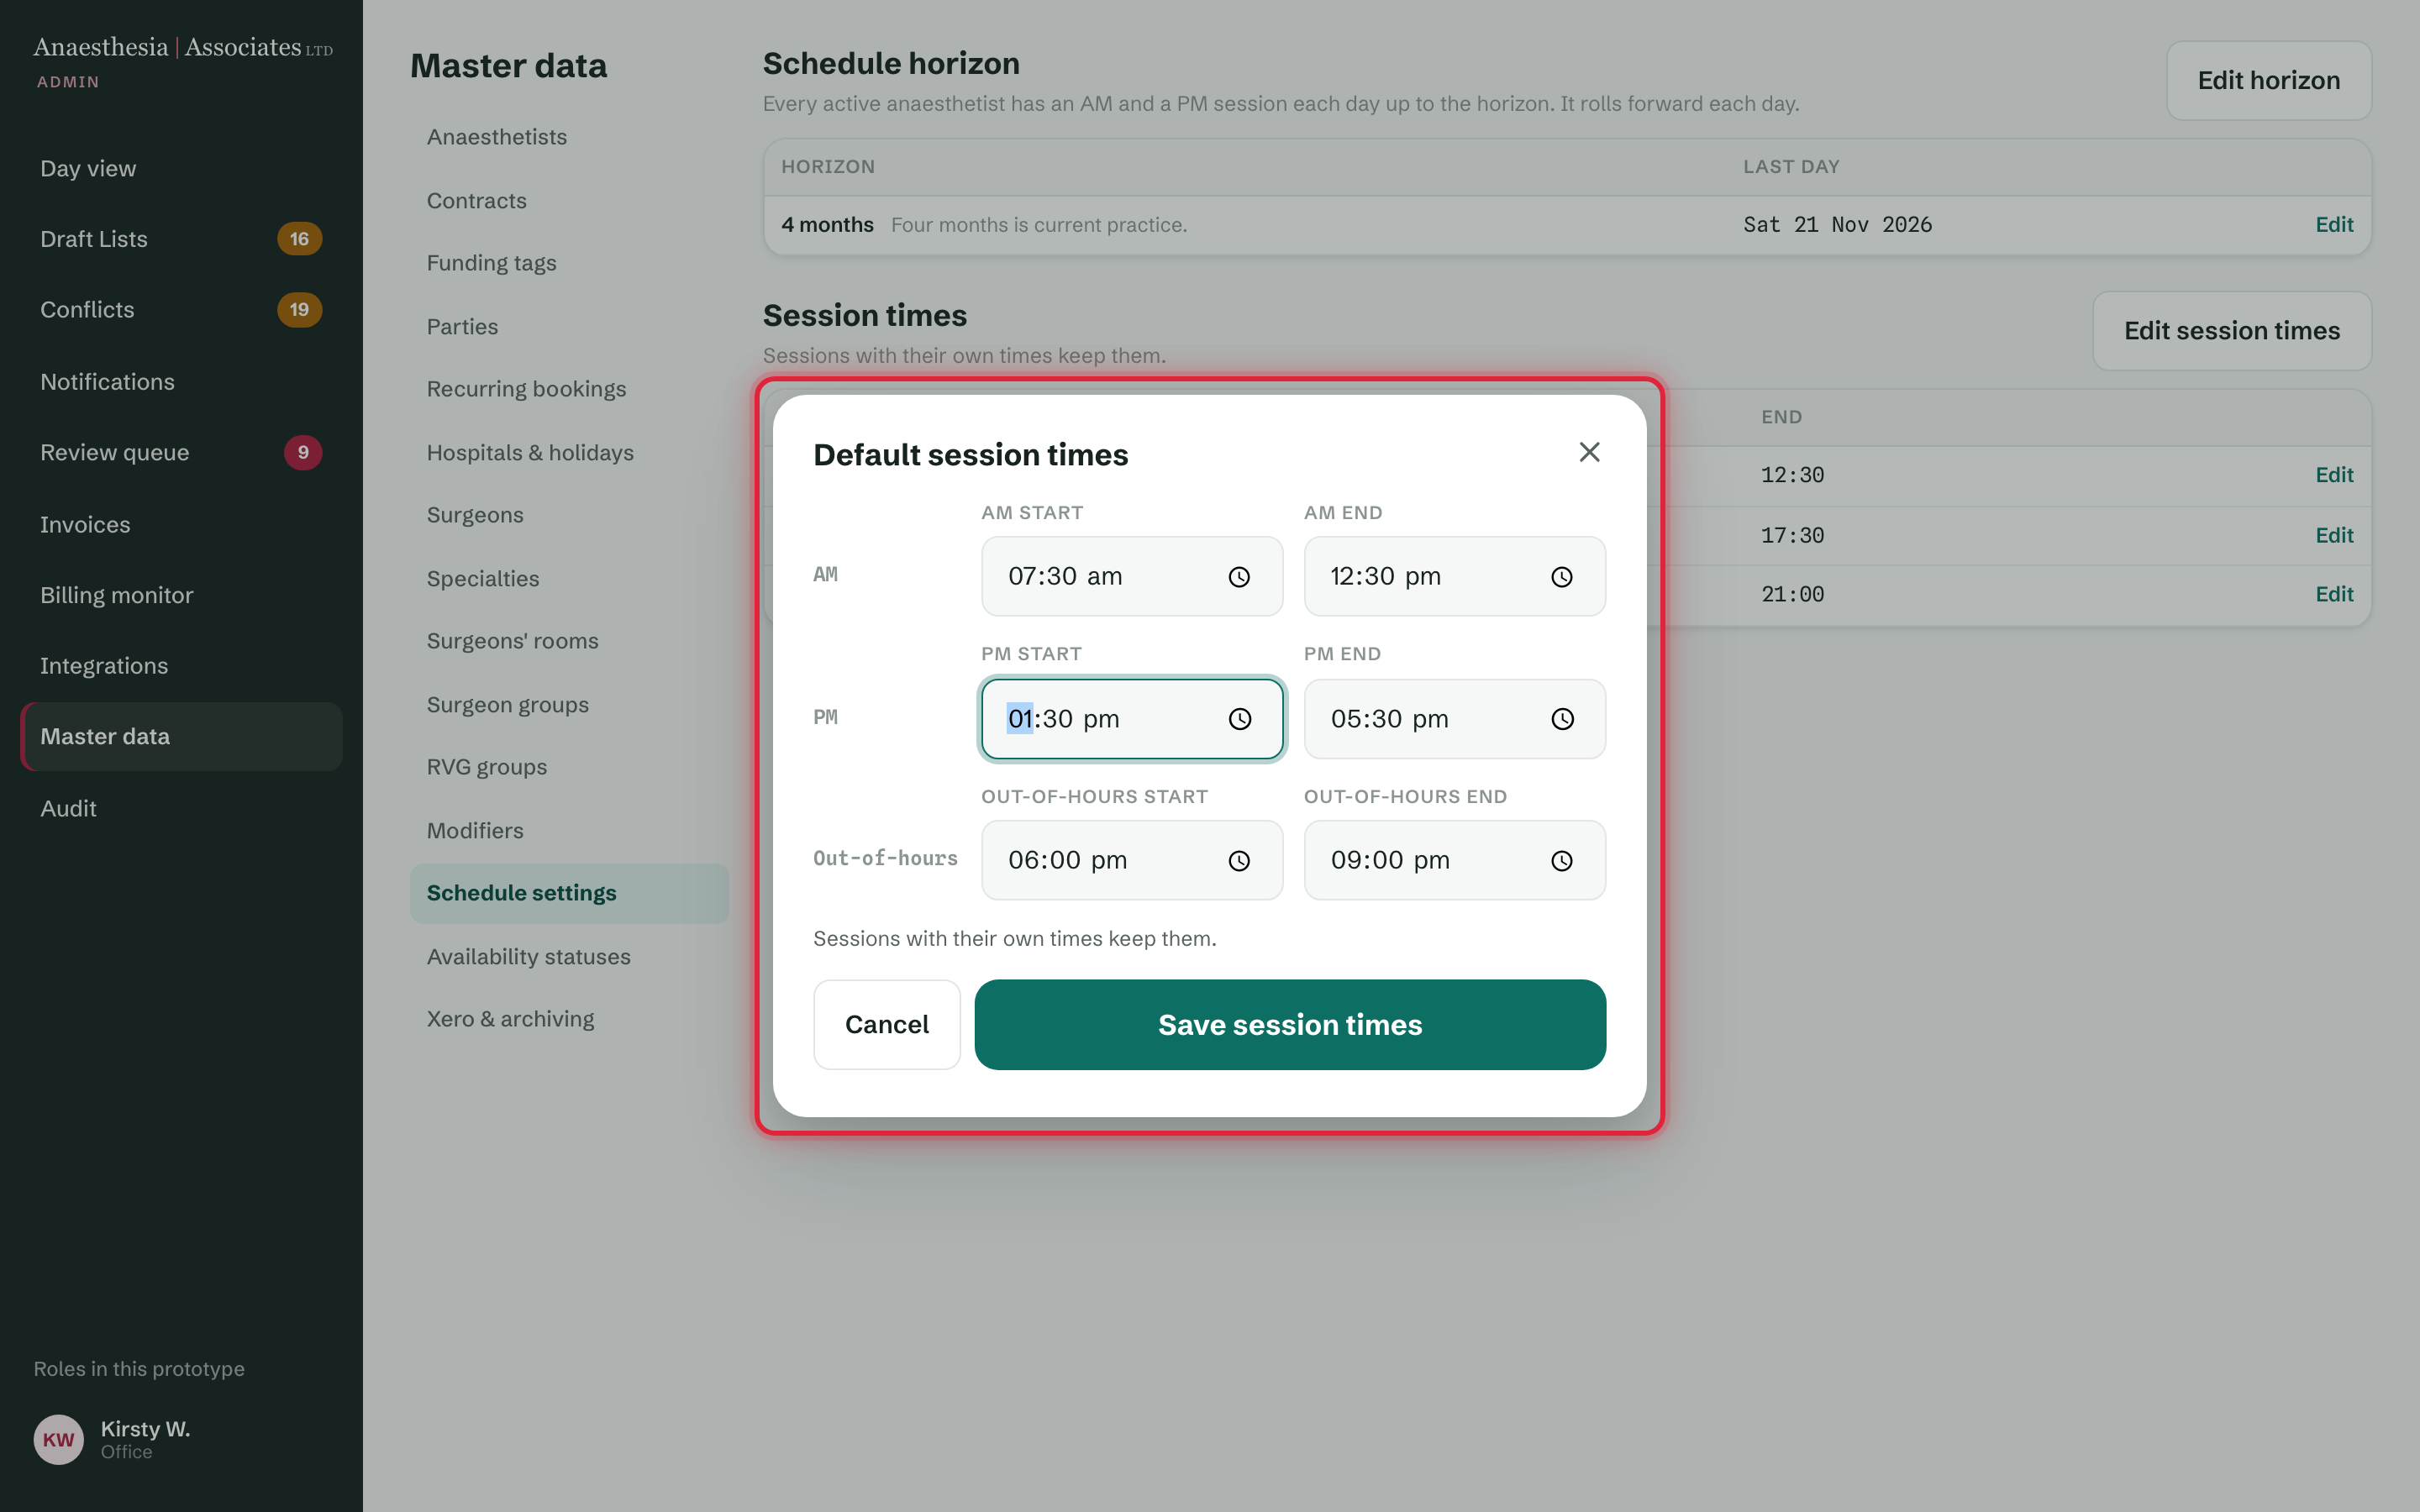 Anaesthesia | Associates LTD
ADMIN
Day view
Draft Lists 16
Conflicts 19
Notifications
Review queue 9
Invoices
Billing monitor
Integrations
Master data
Audit
Roles in this prototype
KW
Kirsty W.
Office
Master data
Anaesthetists
Contracts
Funding tags
Parties
Recurring bookings
Hospitals & holidays
Surgeons
Specialties
Surgeons' rooms
Surgeon groups
RVG groups
Modifiers
Schedule settings
Availability statuses
Xero & archiving
Schedule horizon
Every active anaesthetist has an AM and a PM session each day up to the horizon. It rolls forward each day.
Edit horizon
HORIZON LAST DAY
4 months Four months is current practice. Sat 21 Nov 2026 Edit
Session times
Sessions with their own times keep them.
Edit session times
END
12:30 Edit
17:30 Edit
21:00 Edit
Default session times
AM START AM END
AM 07:30 am 12:30 pm
PM START PM END
PM 01:30 pm 05:30 pm
OUT-OF-HOURS START OUT-OF-HOURS END
Out-of-hours 06:00 pm 09:00 pm
Sessions with their own times keep them.
Cancel Save session times